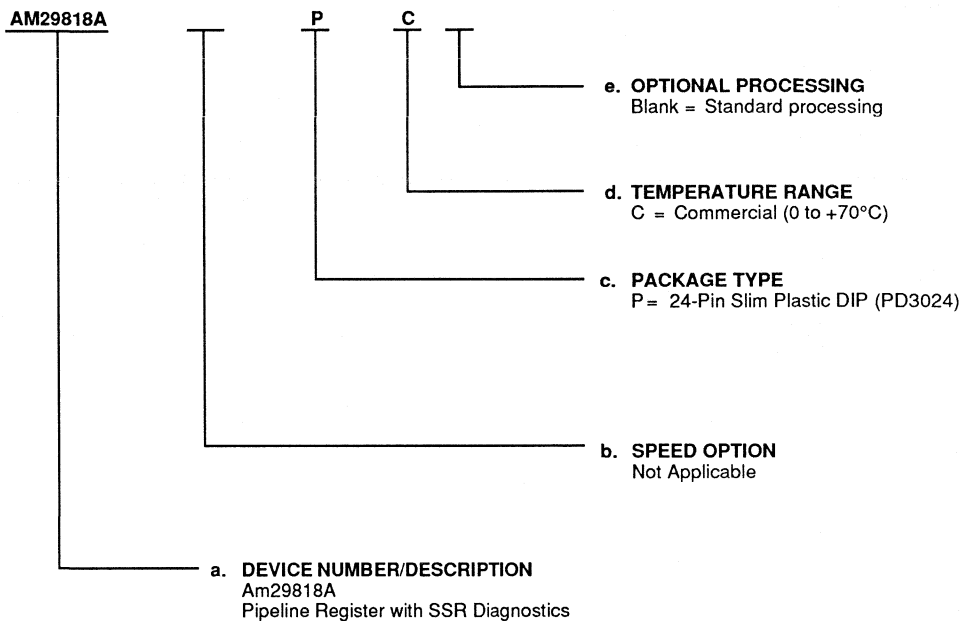 AM29818A P C
e. OPTIONAL PROCESSING
Blank = Standard processing
d. TEMPERATURE RANGE
C = Commercial (0 to +70°C)
c. PACKAGE TYPE
P= 24-Pin Slim Plastic DIP (PD3024)
b. SPEED OPTION
Not Applicable
a. DEVICE NUMBER/DESCRIPTION
Am29818A
Pipeline Register with SSR Diagnostics